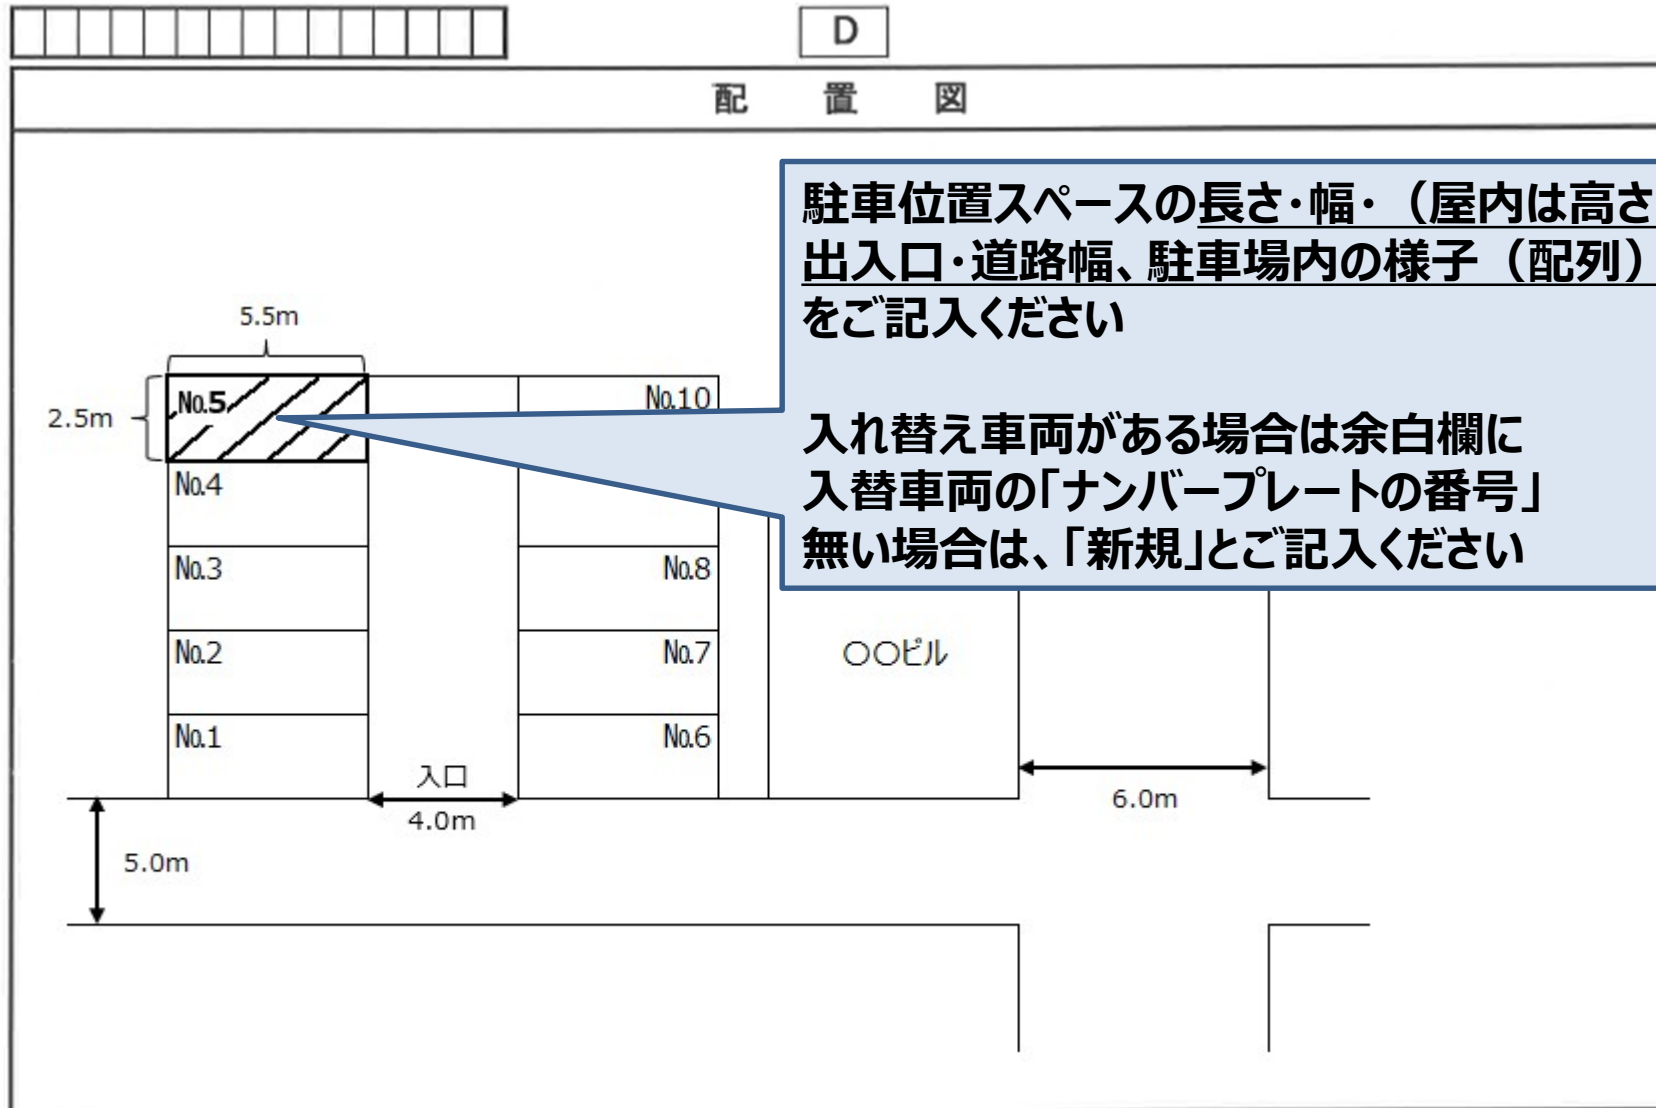 D
配 置 図
駐車位置スペースの長さ・幅・（屋内は高さ
出入口・道路幅、駐車場内の様子（配列）
をご記入ください
入れ替え車両がある場合は余白欄に
入替車両の「ナンバープレートの番号」
無い場合は、「新規」とご記入ください
5.5m
2.5m
No.5
No.10
No.4
No.3
No.8
No.2
No.7
○○ビル
No.1
No.6
入口
4.0m
6.0m
5.0m